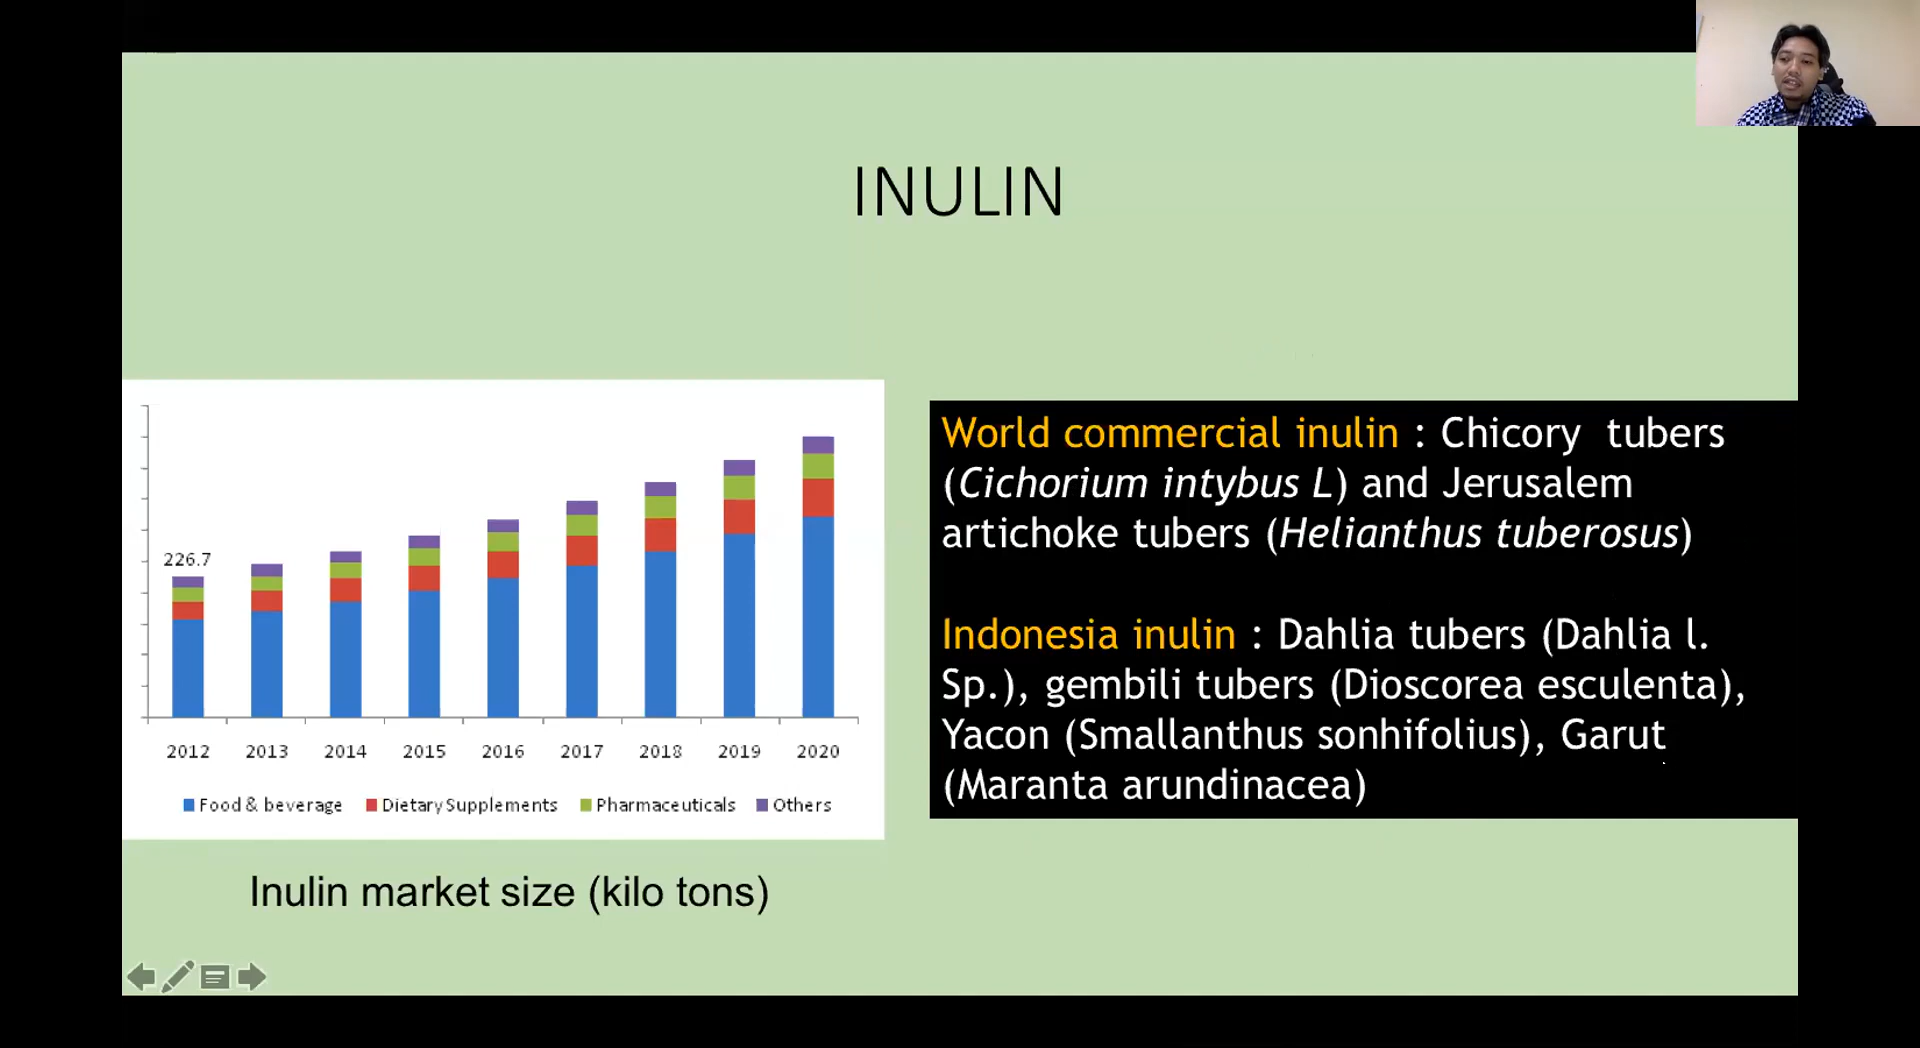 INULIN
226.7
2012 2013 2014 2015 2016 2017 2018 2019 2020
Food & beverage Dietary Supplements Pharmaceuticals Others
Inulin market size (kilo tons)
World commercial inulin : Chicory tubers
(Cichorium intybus L) and Jerusalem
artichoke tubers (Helianthus tuberosus)
Indonesia inulin : Dahlia tubers (Dahlia l.
Sp.), gembili tubers (Dioscorea esculenta),
Yacon (Smallanthus sonhifolius), Garut
(Maranta arundinacea)